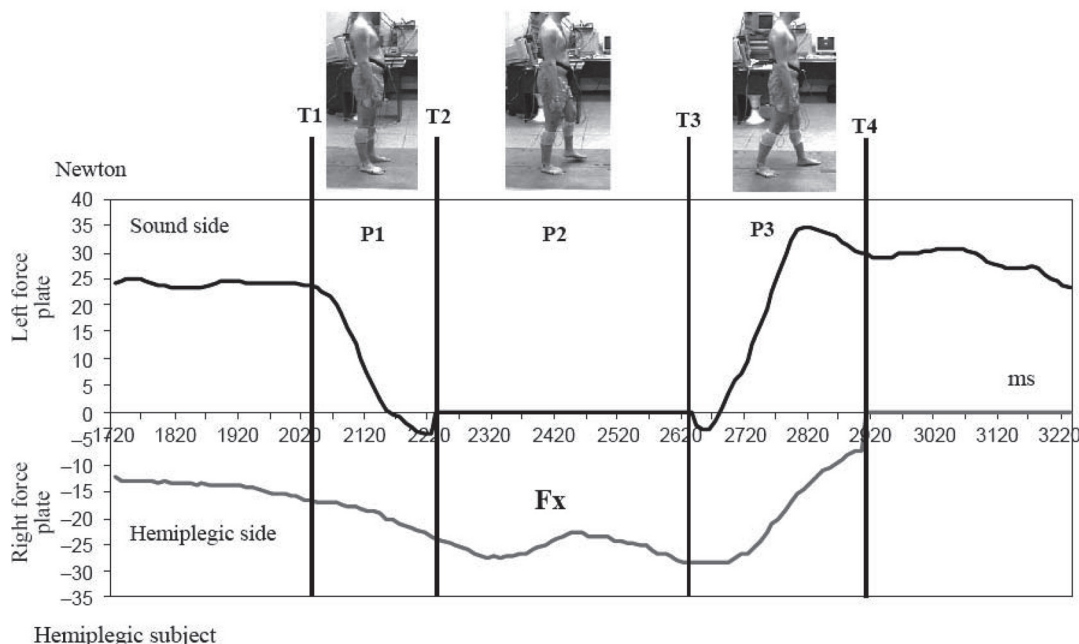 T1
T2
T3
T4
Newton
40
35
30
25
20
15
10
5
0
–5
–10
–15
–20
–25
–30
–35
Left force
plate
Right force
plate
Sound side
P1
P2
P3
ms
1720 1820 1920 2020 2120 2220 2320 2420 2520 2620 2720 2820 2920 3020 3120 3220
Fx
Hemiplegic side
Hemiplegic subject